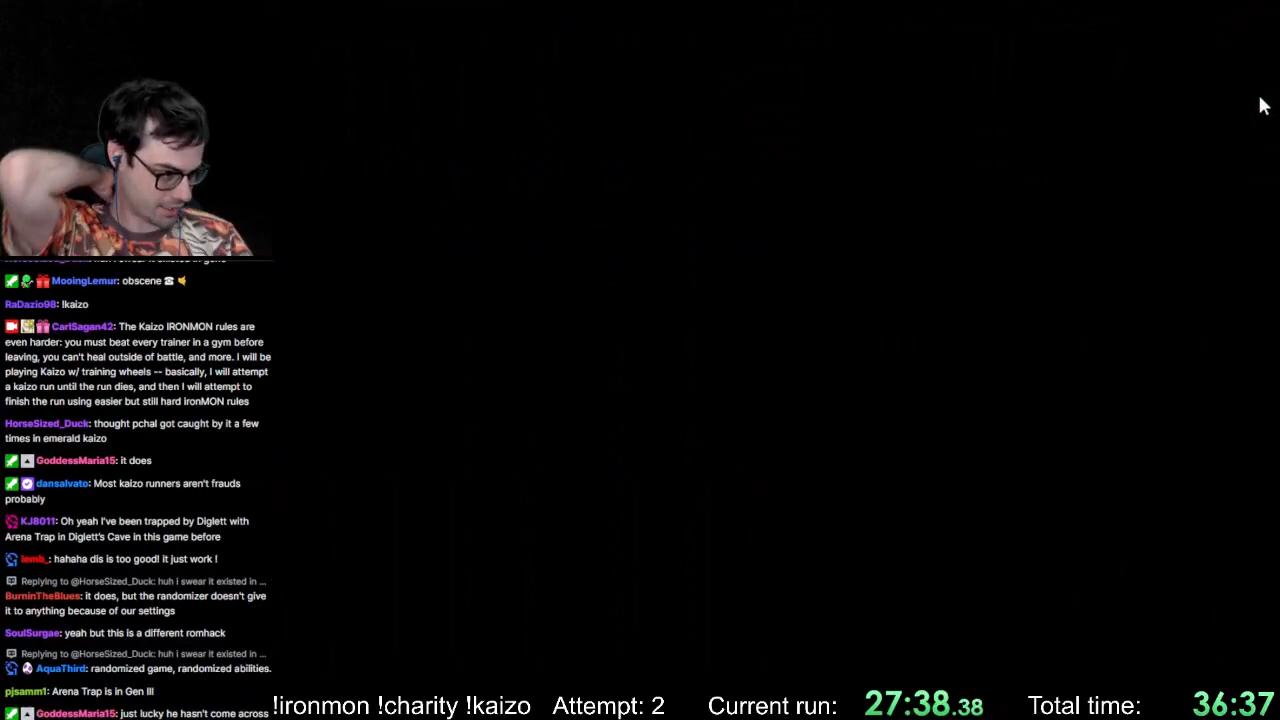 MooingLemur: obscene
RaDazio98: !kaizo
CarlSagan42: The Kaizo IRONMON rules are
even harder: you must beat every trainer in a gym before
leaving, you can't heal outside of battle, and more. I will be
playing Kaizo w/ training wheels -- basically, I will attempt
a kaizo run until the run dies, and then I will attempt to
finish the run using easier but still hard ironMON rules
HorseSized_Duck: thought pchal got caught by it a few
times in emerald kaizo
GoddessMaria15: it does
dansalvato: Most kaizo runners aren't frauds
probably
KJ8011: Oh yeah I've been trapped by Diglett with
Arena Trap in Diglett's Cave in this game before
iemb_: hahaha dis is too good! it just work !
Replying to @HorseSized_Duck: huh i swear it existed in ...
BurninTheBlues: it does, but the randomizer doesn't give
it to anything because of our settings
SoulSurgae: yeah but this is a different romhack
Replying to @HorseSized_Duck: huh i swear it existed in ...
AquaThird: randomized game, randomized abilities.
pjsamm1: Arena Trap is in Gen III
GoddessMaria15: just lucky he hasn't come across
!ironmon !charity !kaizo Attempt: 2 Current run: 27:38.38 Total time: 36:37